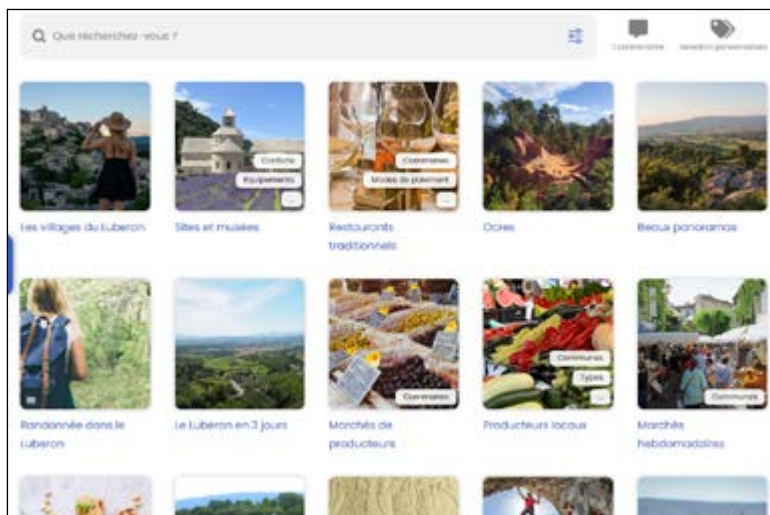 Que recherchez-vous ?
Commentaire
Sélection personnalisée
Conforts
Equipements
...
Communes
Modes de paiement
...
Les villages du Luberon
Sites et musées
Restaurants
traditionnels
Ocres
Beaux panoramas
Communes
Communes
Types
...
Communes
Randonnée dans le
Luberon
Le Luberon en 3 jours
Marchés de
producteurs
Producteurs locaux
Marchés
hebdomadaires